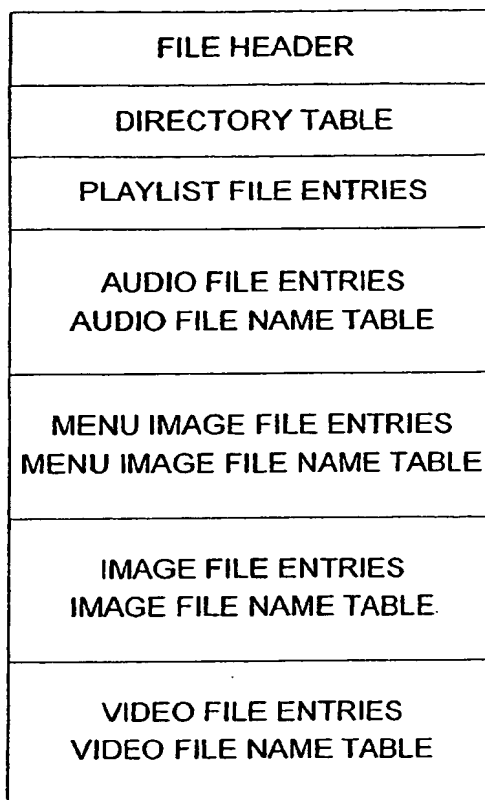 FILE HEADER
DIRECTORY TABLE
PLAYLIST FILE ENTRIES
AUDIO FILE ENTRIES
AUDIO FILE NAME TABLE
MENU IMAGE FILE ENTRIES
MENU IMAGE FILE NAME TABLE
IMAGE FILE ENTRIES
IMAGE FILE NAME TABLE
VIDEO FILE ENTRIES
VIDEO FILE NAME TABLE